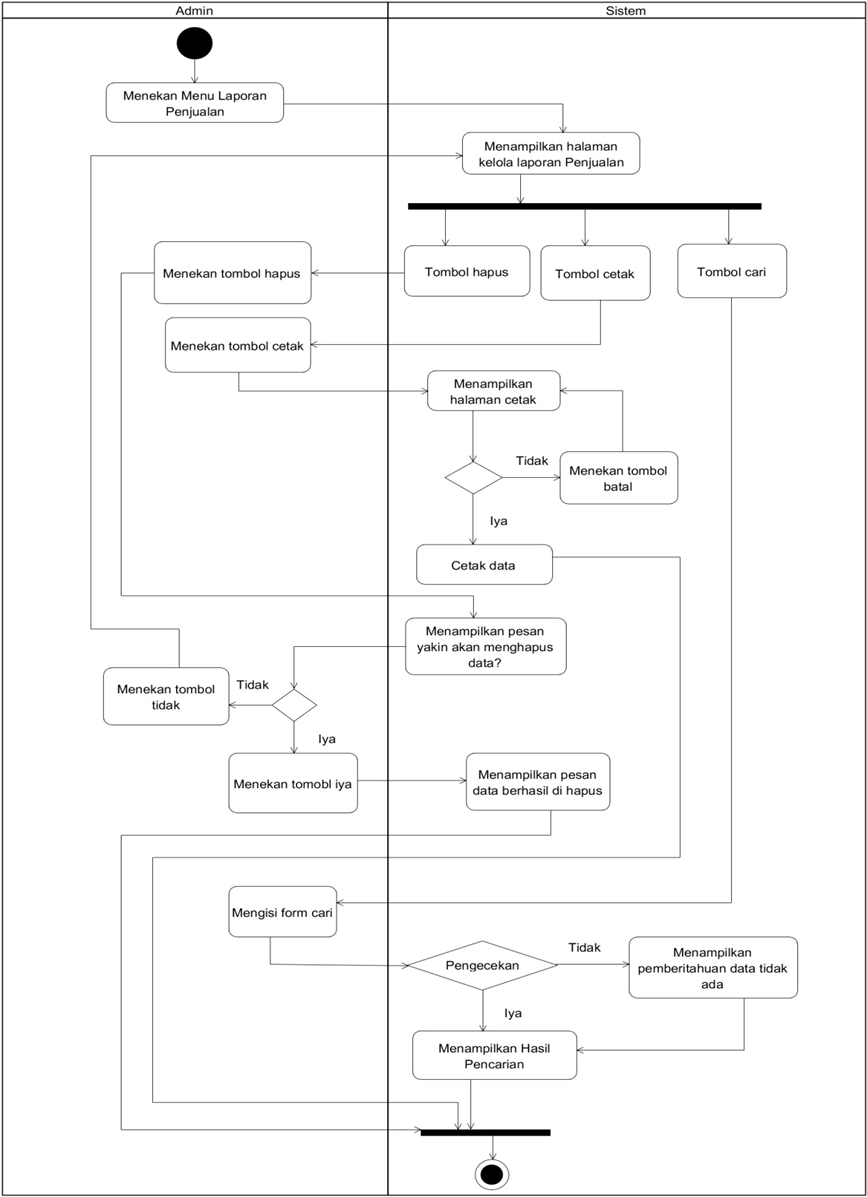 Admin
Sistem
Menekan Menu Laporan
Penjualan
Menampilkan halaman
kelola laporan Penjualan
Menekan tombol hapus
Tombol hapus
Tombol cetak
Tombol cari
Menekan tombol cetak
Menampilkan
halaman cetak
Tidak
Menekan tombol
batal
Iya
Cetak data
Menampilkan pesan
yakin akan menghapus
data?
Menekan tombol
tidak
Tidak
Iya
Menekan tomobl iya
Menampilkan pesan
data berhasil di hapus
Mengisi form cari
Pengecekan
Tidak
Menampilkan
pemberitahuan data tidak
ada
Iya
Menampilkan Hasil
Pencarian